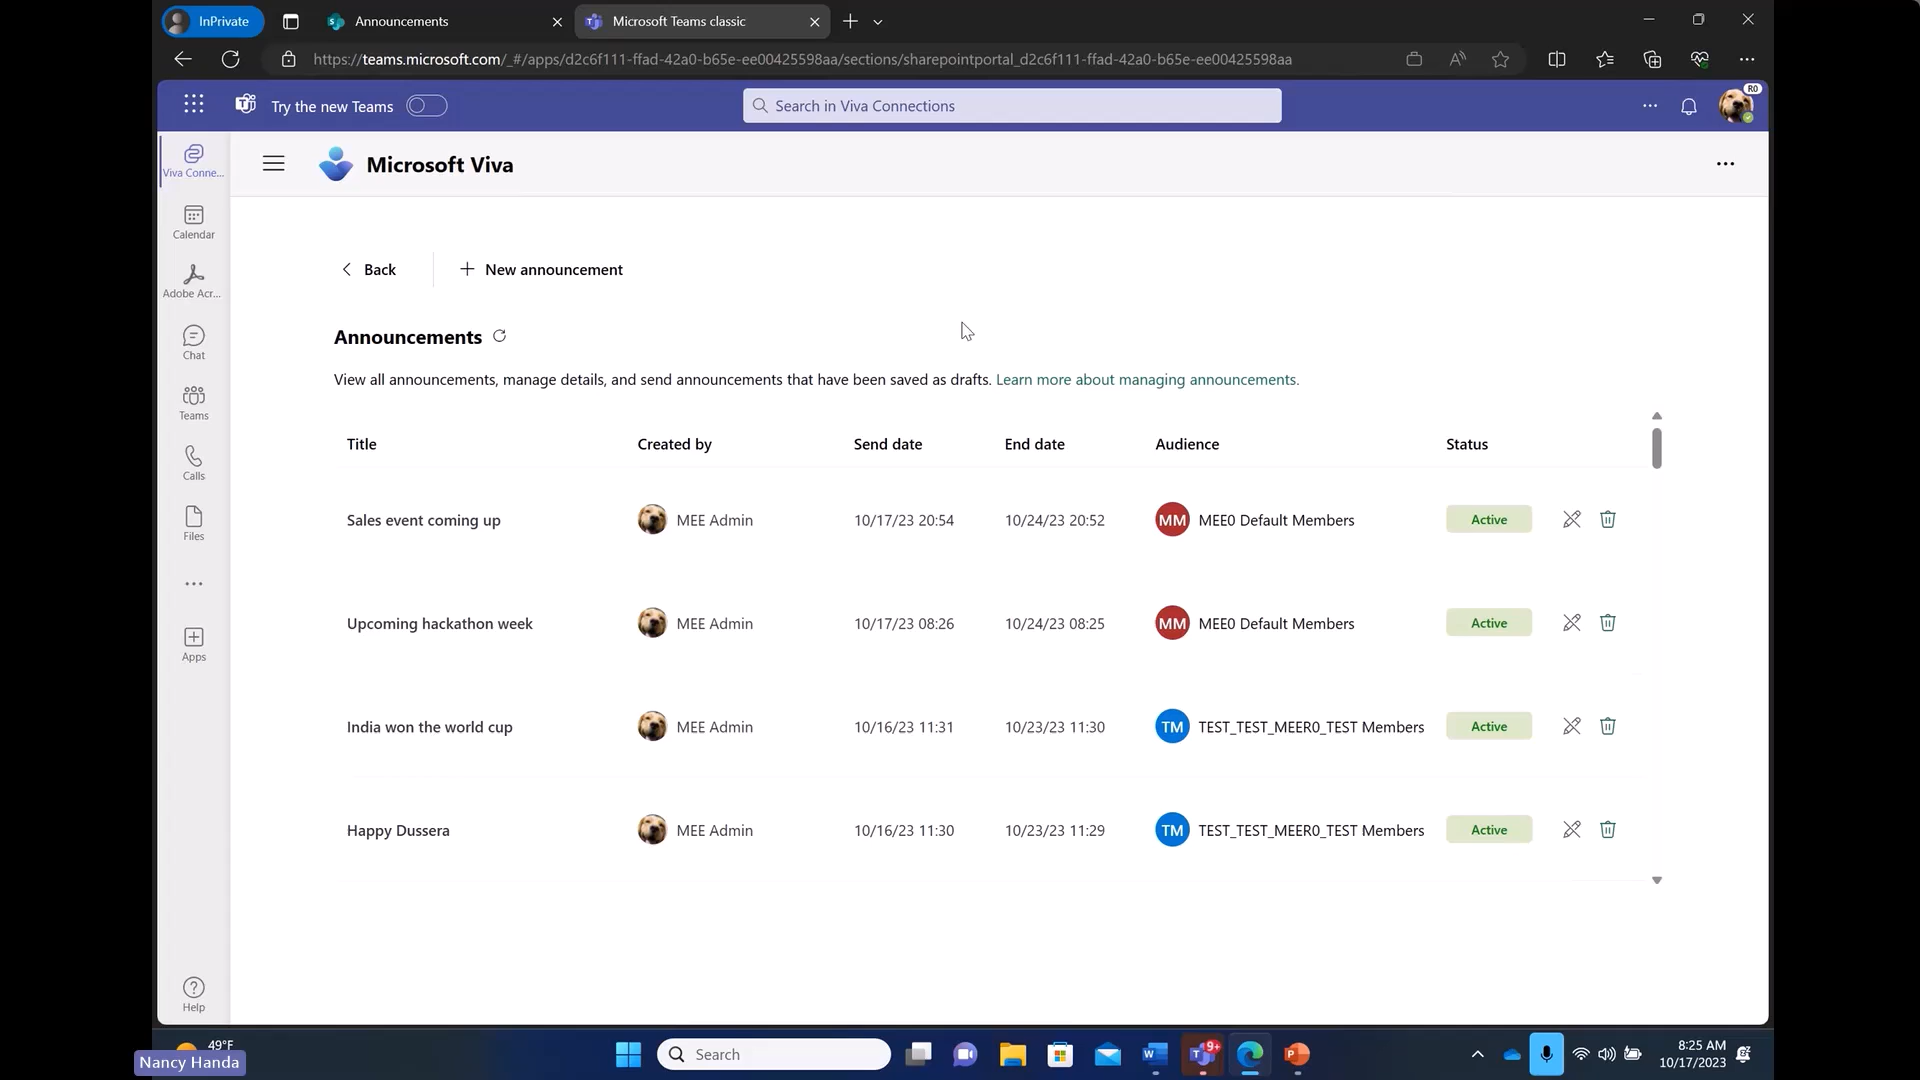 InPrivate
Announcements
Microsoft Teams classic
https://teams.microsoft.com/_#/apps/d2c6f111-ffad-42a0-b65e-ee00425598aa/sections/sharepointportal_d2c6f111-ffad-42a0-b65e-ee00425598aa
Try the new Teams
Search in Viva Connections
R0
Viva Conne...
Microsoft Viva
Calendar
Adobe Acr...
Chat
Teams
Calls
Files
Apps
Help
Back
New announcement
Announcements
View all announcements, manage details, and send announcements that have been saved as drafts. Learn more about managing announcements.
Title Created by Send date End date Audience Status
Sales event coming up MEE Admin 10/17/23 20:54 10/24/23 20:52 MM MEE0 Default Members Active
Upcoming hackathon week MEE Admin 10/17/23 08:26 10/24/23 08:25 MM MEE0 Default Members Active
India won the world cup MEE Admin 10/16/23 11:31 10/23/23 11:30 TM TEST_TEST_MEER0_TEST Members Active
Happy Dussera MEE Admin 10/16/23 11:30 10/23/23 11:29 TM TEST_TEST_MEER0_TEST Members Active
49°F
Nancy Handa
Search
9+
8:25 AM
10/17/2023